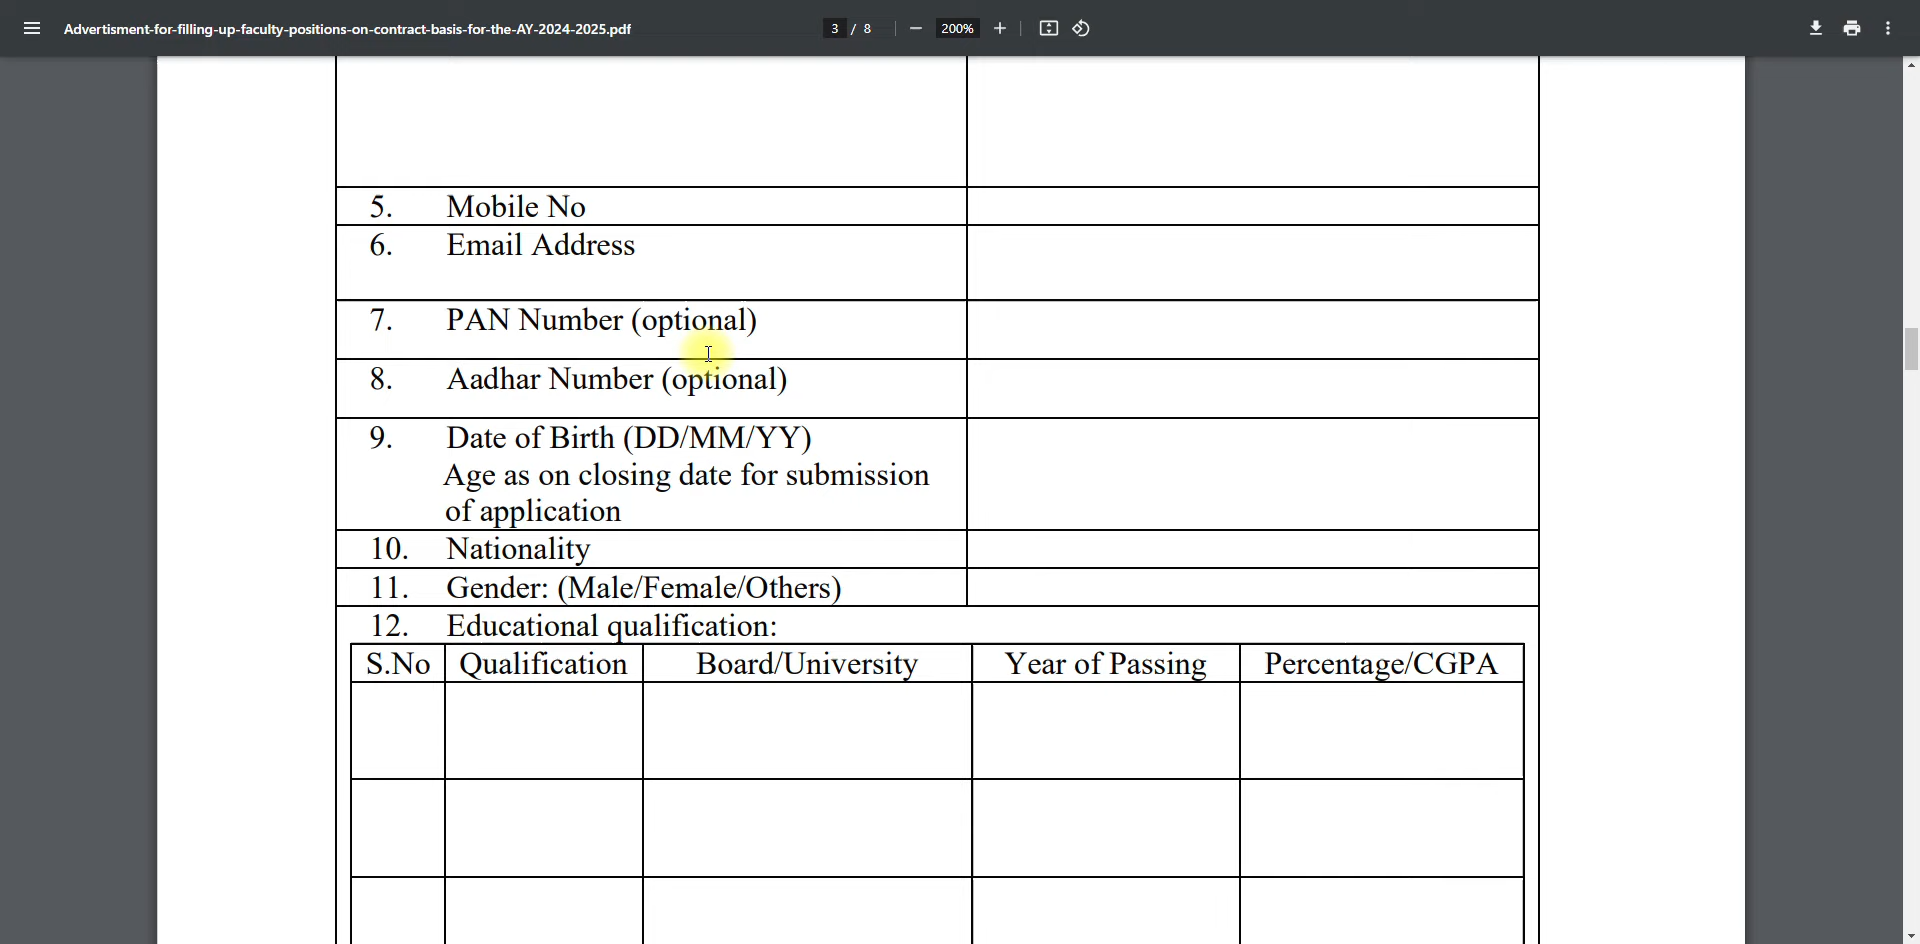 Advertisment-for-filling-up-faculty-positions-on-contract-basis-for-the-AY-2024-2025.pdf 3 / 8 200%
5. Mobile No
6. Email Address
7. PAN Number (optional)
8. Aadhar Number (optional)
9. Date of Birth (DD/MM/YY)
Age as on closing date for submission
of application
10. Nationality
11. Gender: (Male/Female/Others)
12. Educational qualification:
S.No Qualification Board/University Year of Passing Percentage/CGPA